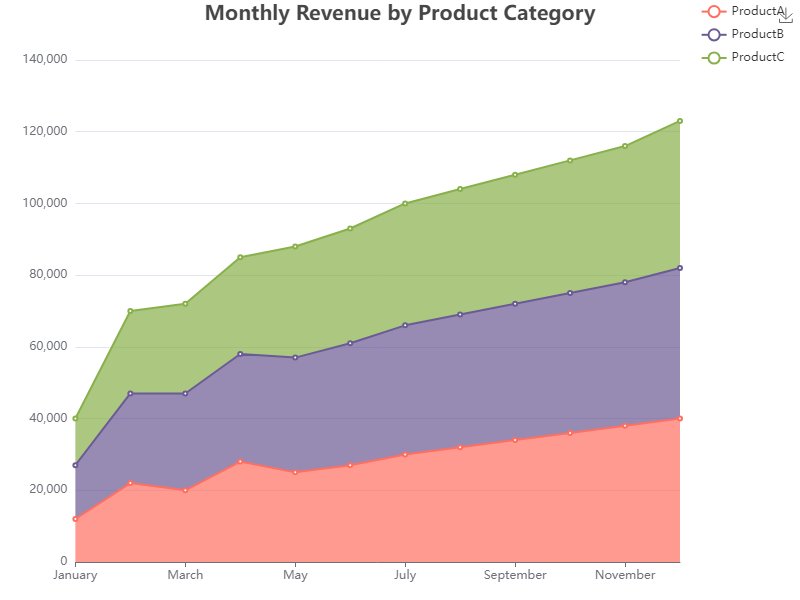 Monthly Revenue by Product Category
ProductA
ProductB
ProductC
140,000
120,000
100,000
80,000
60,000
40,000
20,000
0
January March May July September November